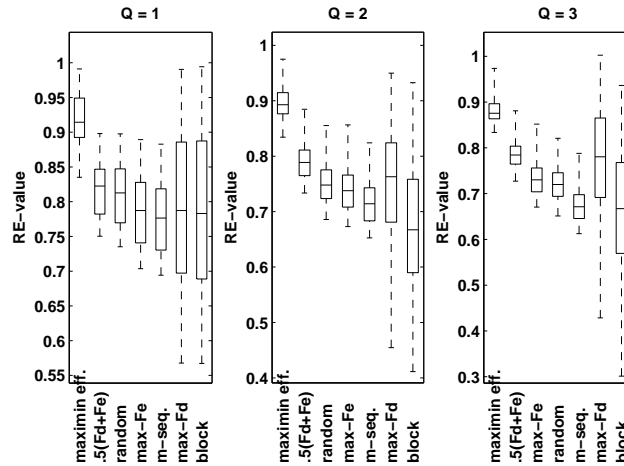 Q = 1
Q = 2
Q = 3
RE−value
1
0.95
0.9
0.85
0.8
0.75
0.7
0.65
0.6
0.55
maximin eff.
.5(Fd+Fe)
random
max−Fe
m−seq.
max−Fd
block
RE−value
1
0.9
0.8
0.7
0.6
0.5
0.4
maximin eff.
.5(Fd+Fe)
random
max−Fe
m−seq.
max−Fd
block
RE−value
1
0.9
0.8
0.7
0.6
0.5
0.4
0.3
maximin eff.
.5(Fd+Fe)
max−Fe
random
m−seq.
max−Fd
block